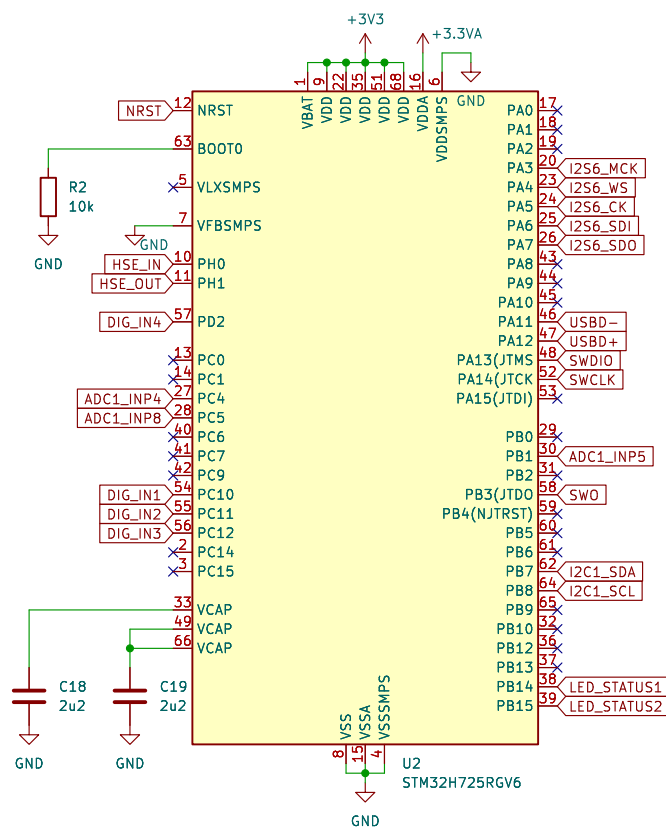 +3V3
+3.3VA
GND
1 9 22 35 51 68 16 6
VBAT VDD VDD VDD VDD VDD VDDA VDDSMPS
NRST 12 NRST
63 BOOT0
R2
10k
GND
5 VLXSMPS
7 VFBSMPS
GND
HSE_IN 10 PH0
HSE_OUT 11 PH1
DIG_IN4 57 PD2
13 PC0
14 PC1
ADC1_INP4 27 PC4
ADC1_INP8 28 PC5
40 PC6
41 PC7
42 PC9
DIG_IN1 54 PC10
DIG_IN2 55 PC11
DIG_IN3 56 PC12
2 PC14
3 PC15
33 VCAP
49 VCAP
66 VCAP
C18
2u2
GND
C19
2u2
GND
PA0 17
PA1 18
PA2 19
PA3 20 I2S6_MCK
PA4 23 I2S6_WS
PA5 24 I2S6_CK
PA6 25 I2S6_SDI
PA7 26 I2S6_SDO
PA8 43
PA9 44
PA10 45
PA11 46 USBD-
PA12 47 USBD+
PA13(JTMS 48 SWDIO
PA14(JTCK 52 SWCLK
PA15(JTDI) 53
PB0 29
PB1 30 ADC1_INP5
PB2 31
PB3(JTDO 58 SWO
PB4(NJTRST) 59
PB5 60
PB6 61
PB7 62 I2C1_SDA
PB8 64 I2C1_SCL
PB9 65
PB10 32
PB12 36
PB13 37
PB14 38 LED_STATUS1
PB15 39 LED_STATUS2
VSS VSSA VSSSMPS
8 15 4
U2
STM32H725RGV6
GND